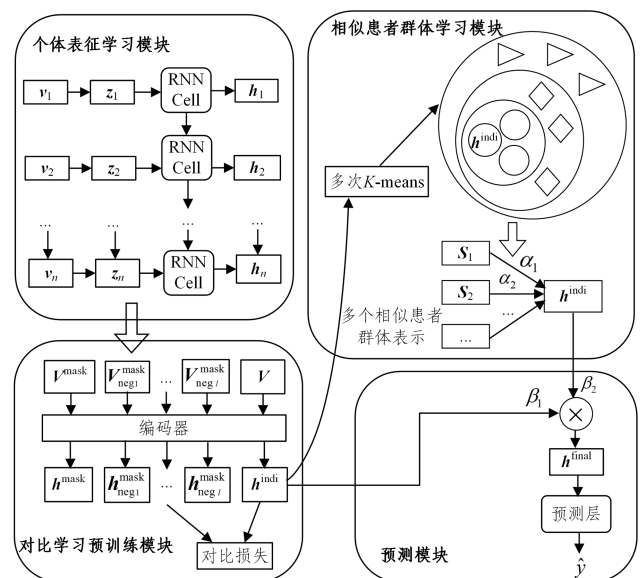 个体表征学习模块
v₁ z₁ RNN Cell h₁
v₂ z₂ RNN Cell h₂
... ... ... ...
vₙ zₙ RNN Cell hₙ
相似患者群体学习模块
h^indi
多次K-means
S₁ α₁
S₂ α₂ h^indi
... ...
多个相似患者
群体表示
V^mask V^mask_neg1 ... V^mask_neg l V
编码器
h^mask h^mask_neg1 ... h^mask_neg l h^indi
对比损失
对比学习预训练模块
β₁ β₂
×
h^final
预测层
ŷ
预测模块